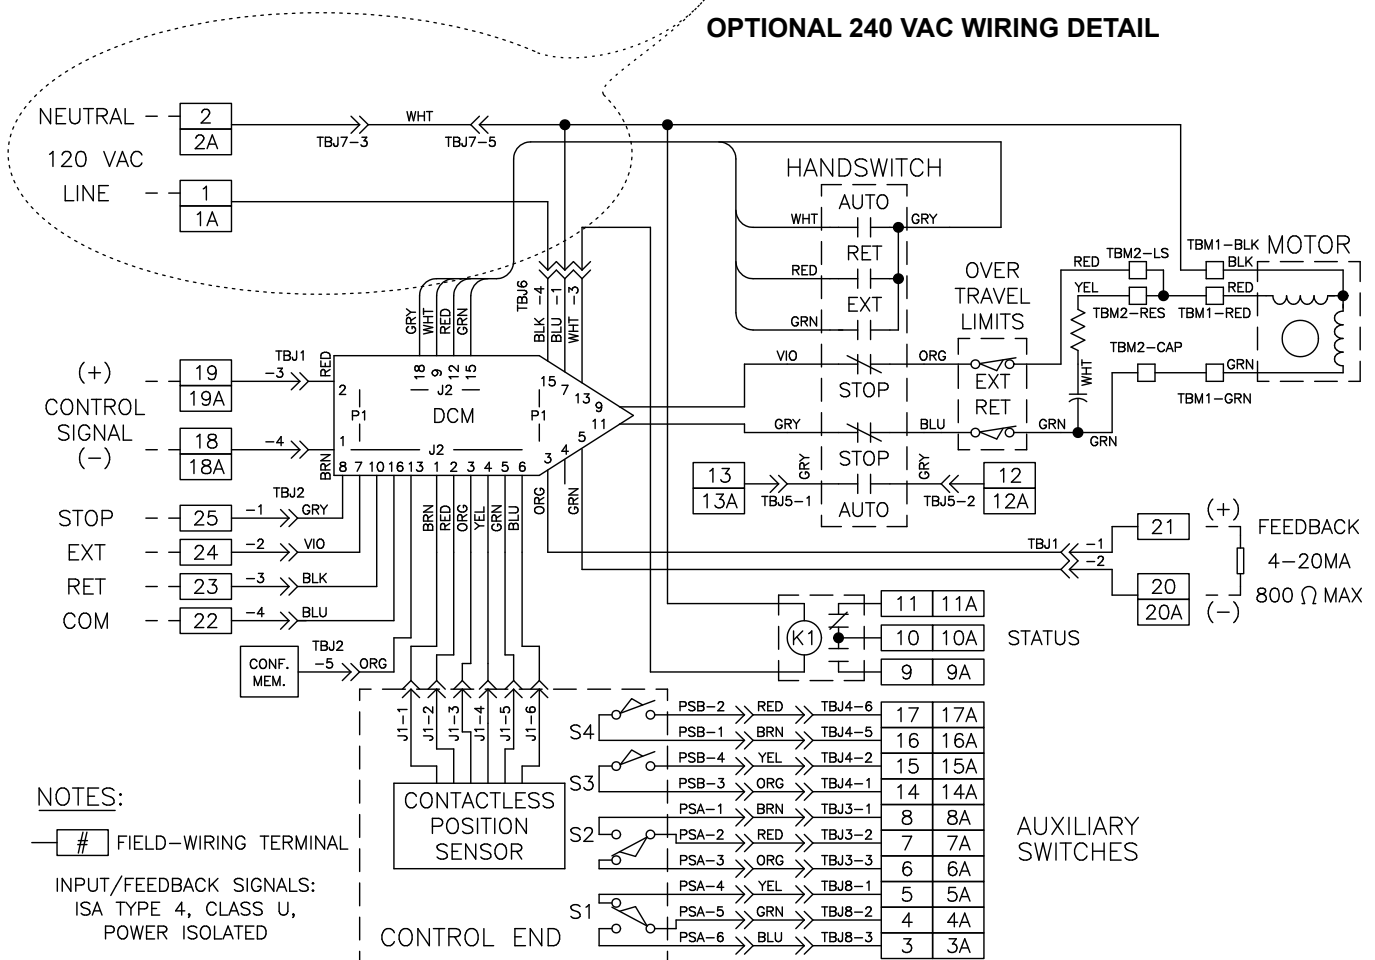 OPTIONAL 240 VAC WIRING DETAIL
NEUTRAL
2
2A
TBJ7-3
WHT
TBJ7-5
120 VAC
LINE
1
1A
HANDSWITCH
AUTO
WHT
GRY
RET
RED
EXT
GRN
VIO
ORG
STOP
GRY
BLU
STOP
13
13A
TBJ5-1
GRY
GRY
TBJ5-2
12
12A
AUTO
OVER
TRAVEL
LIMITS
EXT
RET
GRN
GRN
RED
TBM2-LS
YEL
TBM2-RES
TBM1-BLK
BLK
RED
TBM1-RED
MOTOR
WHT
TBM2-CAP
TBM1-GRN
GRN
GRY
WHT
RED
GRN
TBJ6
BLK -4
BLU -1
WHT -3
18
9
12
15
J2
DCM
15
7
13
9
11
P1
P1
2
1
5
4
3
J2
8 7 10 16 13 1 2 3 4 5 6
(+)
CONTROL
SIGNAL
(-)
19
19A
TBJ1
-3
RED
18
18A
-4
BRN
STOP
25
-1
TBJ2
GRY
EXT
24
-2
VIO
RET
23
-3
BLK
COM
22
-4
BLU
CONF.
MEM.
TBJ2
-5
ORG
BRN
RED
ORG
YEL
GRN
BLU
ORG
GRN
TBJ1
-1
-2
21
20
20A
(+)
(-)
FEEDBACK
4-20MA
800 Ω MAX
K1
11 11A
10 10A
9 9A
STATUS
J1-1
J1-2
J1-3
J1-4
J1-5
J1-6
CONTACTLESS
POSITION
SENSOR
CONTROL END
S4
S3
S2
S1
PSB-2 RED TBJ4-6 17 17A
PSB-1 BRN TBJ4-5 16 16A
PSB-4 YEL TBJ4-2 15 15A
PSB-3 ORG TBJ4-1 14 14A
PSA-1 BRN TBJ3-1 8 8A
PSA-2 RED TBJ3-2 7 7A
PSA-3 ORG TBJ3-3 6 6A
PSA-4 YEL TBJ8-1 5 5A
PSA-5 GRN TBJ8-2 4 4A
PSA-6 BLU TBJ8-3 3 3A
AUXILIARY
SWITCHES
NOTES:
# FIELD-WIRING TERMINAL
INPUT/FEEDBACK SIGNALS:
ISA TYPE 4, CLASS U,
POWER ISOLATED